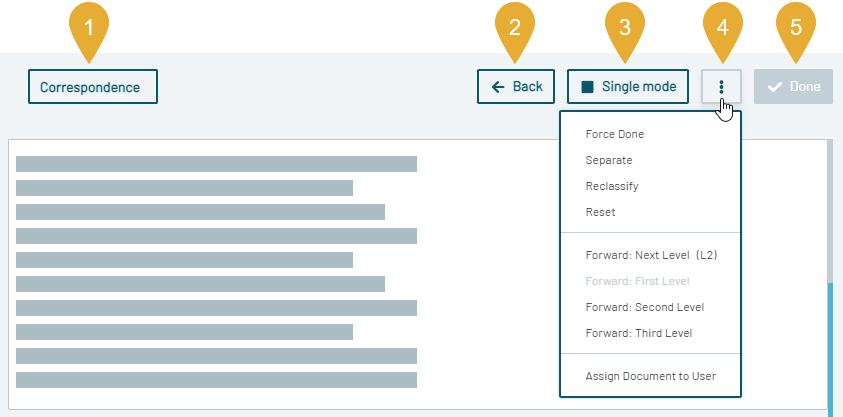 1 2 3 4 5
Correspondence Back Single mode Done
Force Done
Separate
Reclassify
Reset
Forward: Next Level (L2)
Forward: First Level
Forward: Second Level
Forward: Third Level
Assign Document to User